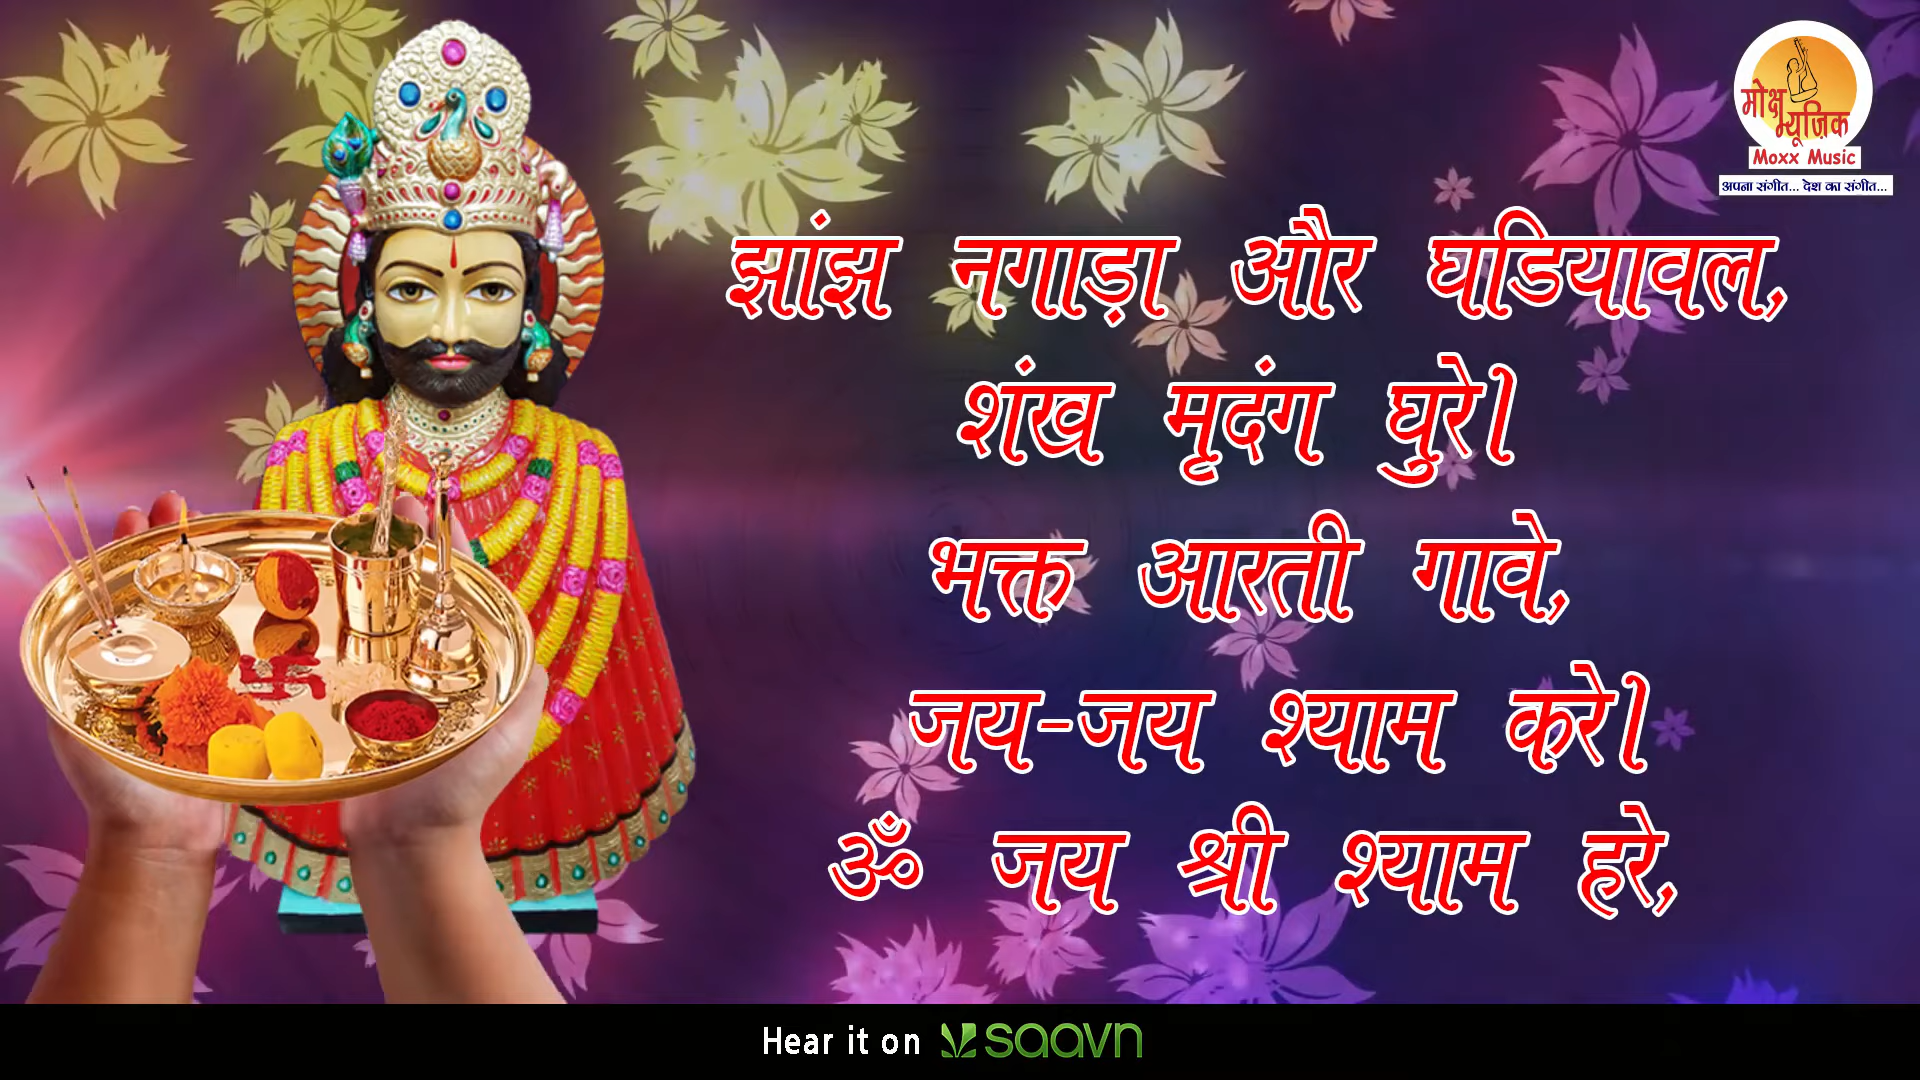 मोक्ष
म्यूज़िक
Moxx Music
अपना संगीत... देश का संगीत...
झांझ नगाड़ा और घडियावल,
शंख मृदंग घुरे।
भक्त आरती गावे,
जय-जय श्याम करे।
ॐ जय श्री श्याम हरे,
Hear it on saavn